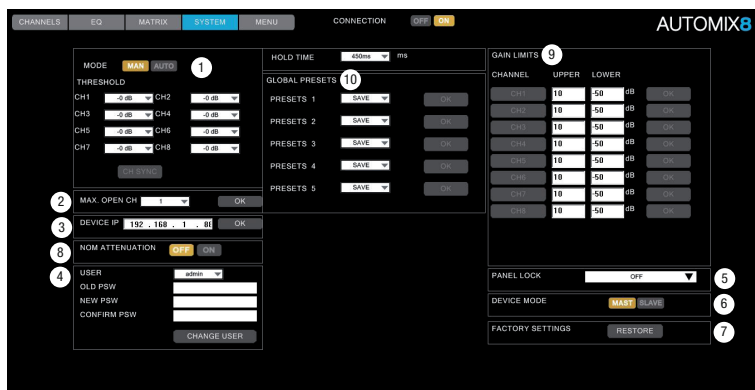 CHANNELS EQ MATRIX SYSTEM MENU CONNECTION OFF ON AUTOMIX8
MODE MAN AUTO 1
THRESHOLD
CH1 -0 dB CH2 -0 dB
CH3 -0 dB CH4 -0 dB
CH5 -0 dB CH6 -0 dB
CH7 -0 dB CH8 -0 dB
CH SYNC
2 MAX. OPEN CH 1 OK
3 DEVICE IP 192 . 168 . 1 . 80 OK
8 NOM ATTENUATION OFF ON
4 USER admin
OLD PSW
NEW PSW
CONFIRM PSW
CHANGE USER
HOLD TIME 450ms ms
GLOBAL PRESETS 10
PRESETS 1 SAVE OK
PRESETS 2 SAVE OK
PRESETS 3 SAVE OK
PRESETS 4 SAVE OK
PRESETS 5 SAVE OK
GAIN LIMITS 9
CHANNEL UPPER LOWER
CH1 10 -50 dB OK
CH2 10 -50 dB OK
CH3 10 -50 dB OK
CH4 10 -50 dB OK
CH5 10 -50 dB OK
CH6 10 -50 dB OK
CH7 10 -50 dB OK
CH8 10 -50 dB OK
PANEL LOCK OFF 5
DEVICE MODE MAST SLAVE 6
FACTORY SETTINGS RESTORE 7